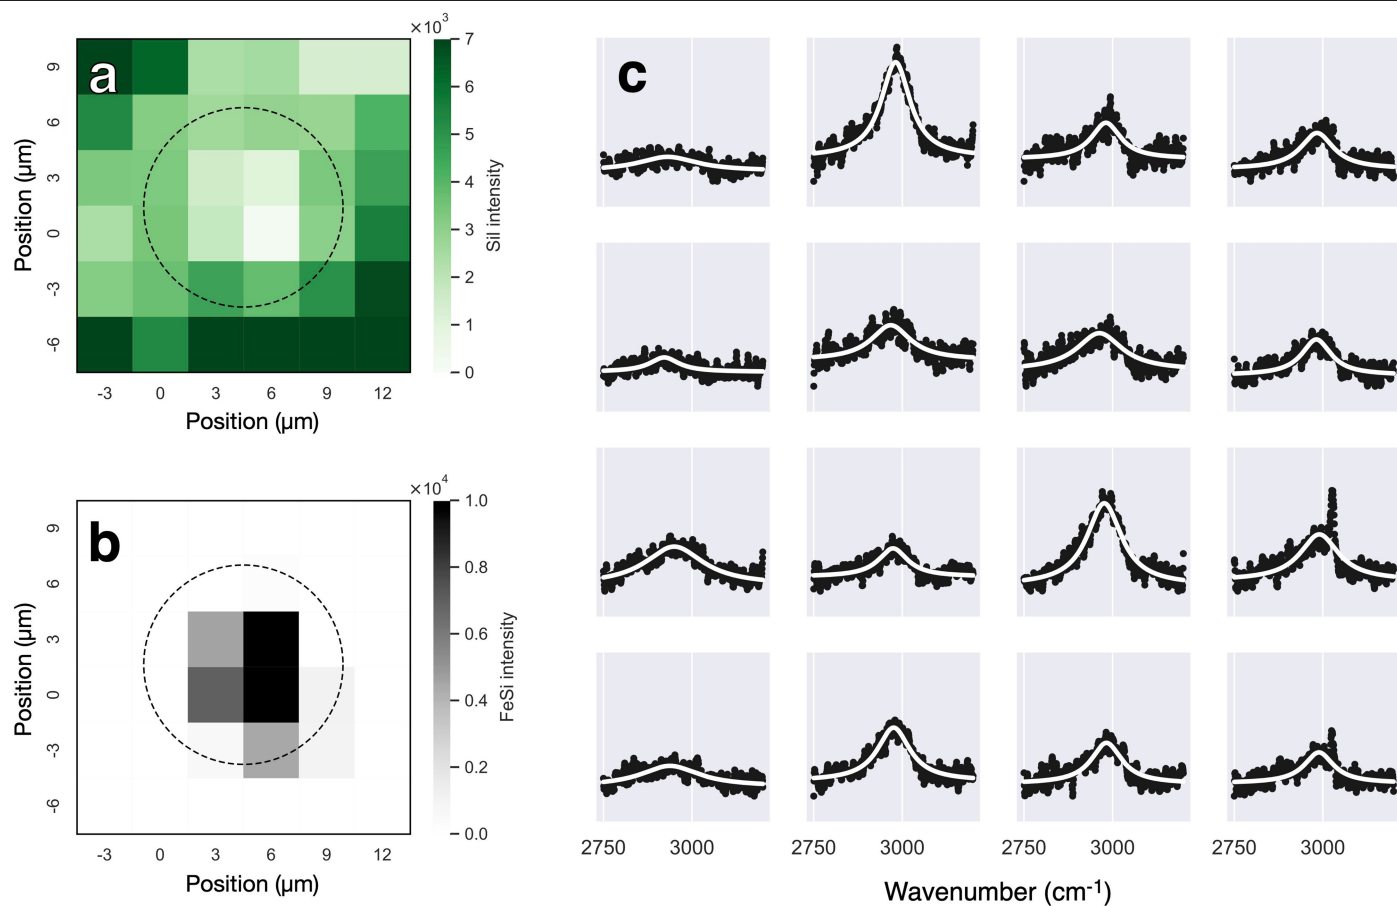 a
×10³
7
6
5
4
3
2
1
0
Sil intensity
Position (µm)
9
6
3
0
-3
-6
-3 0 3 6 9 12
Position (µm)
b
×10⁴
1.0
0.8
0.6
0.4
0.2
0.0
FeSi intensity
Position (µm)
9
6
3
0
-3
-6
-3 0 3 6 9 12
Position (µm)
c
2750 3000 2750 3000 2750 3000 2750 3000
Wavenumber (cm⁻¹)